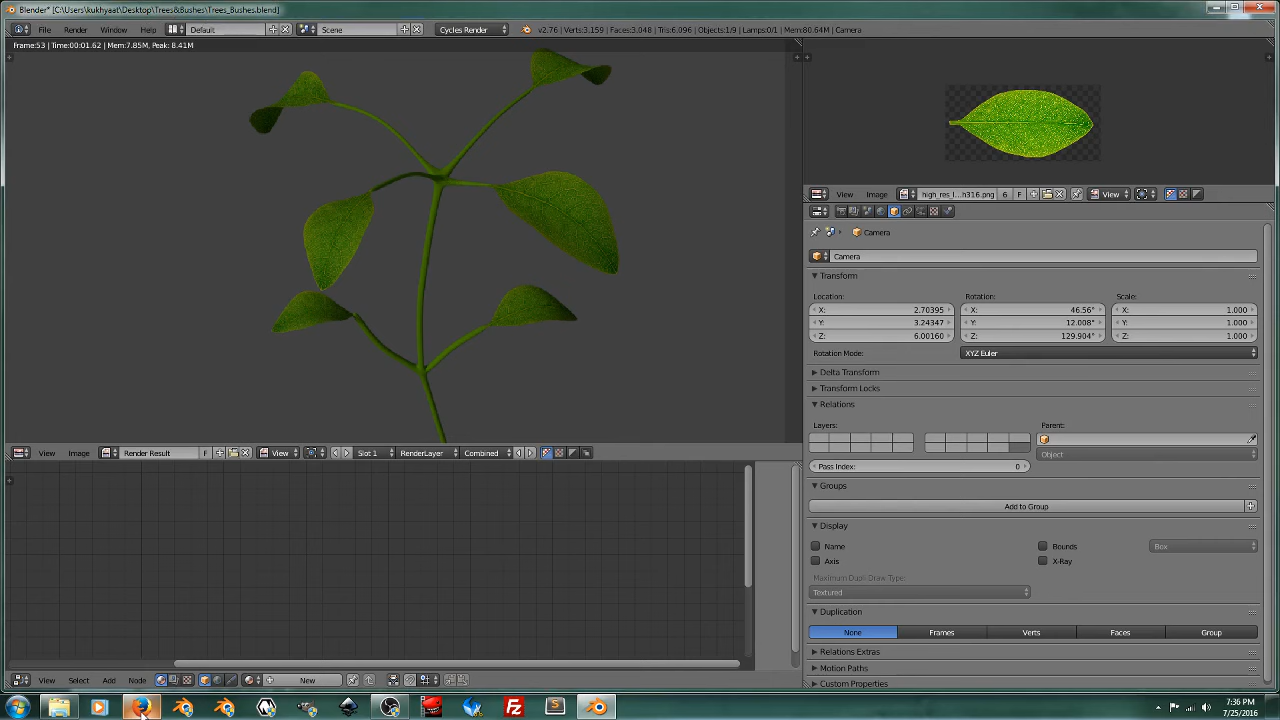 Blender* [C:\Users\kukhyaat\Desktop\Trees&Bushes\Trees_Bushes.blend]
File Render Window Help Default Scene Cycles Render v2.76 | Verts:3,159 | Faces:3,048 | Tris:6,096 | Objects:1/9 | Lamps:0/1 | Mem:80.64M | Camera
Frame:53 | Time:00:01.62 | Mem:7.85M, Peak: 8.41M
View Image high_res_l...h316.png 6 F View
Camera
Camera
Transform
Location: Rotation: Scale:
X: 2.70395 X: 46.56° X: 1.000
Y: 3.24347 Y: 12.008° Y: 1.000
Z: 6.00160 Z: 129.904° Z: 1.000
Rotation Mode: XYZ Euler
Delta Transform
Transform Locks
Relations
Layers: Parent:
Object
Pass Index: 0
Groups
Add to Group
Display
Name Bounds Box
Axis X-Ray
Maximum Dupli Draw Type:
Textured
Duplication
None Frames Verts Faces Group
Relations Extras
Motion Paths
Custom Properties
View Image Render Result F View Slot 1 RenderLayer Combined
View Select Add Node New
7:36 PM
7/25/2016